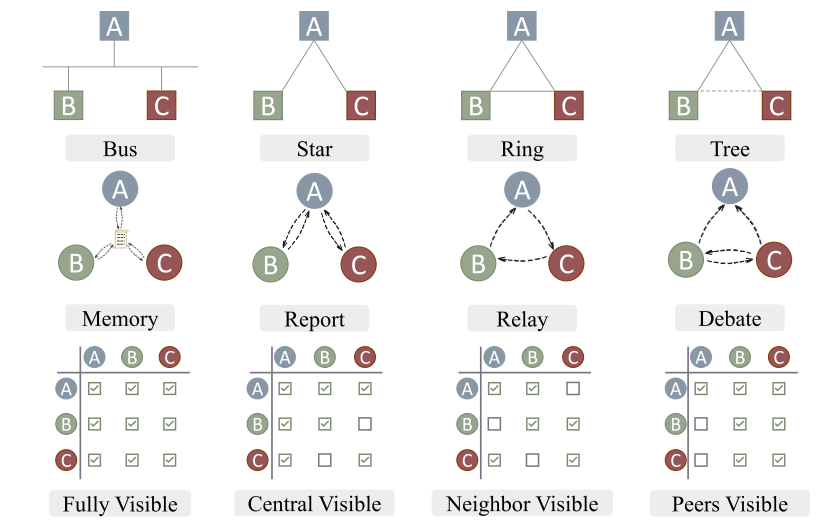 A A A A
B C B C B C B C
Bus Star Ring Tree
A A A A
B C B C B C B C
Memory Report Relay Debate
A B C A B C A B C A B C
A A A A
B B B B
C C C C
Fully Visible Central Visible Neighbor Visible Peers Visible